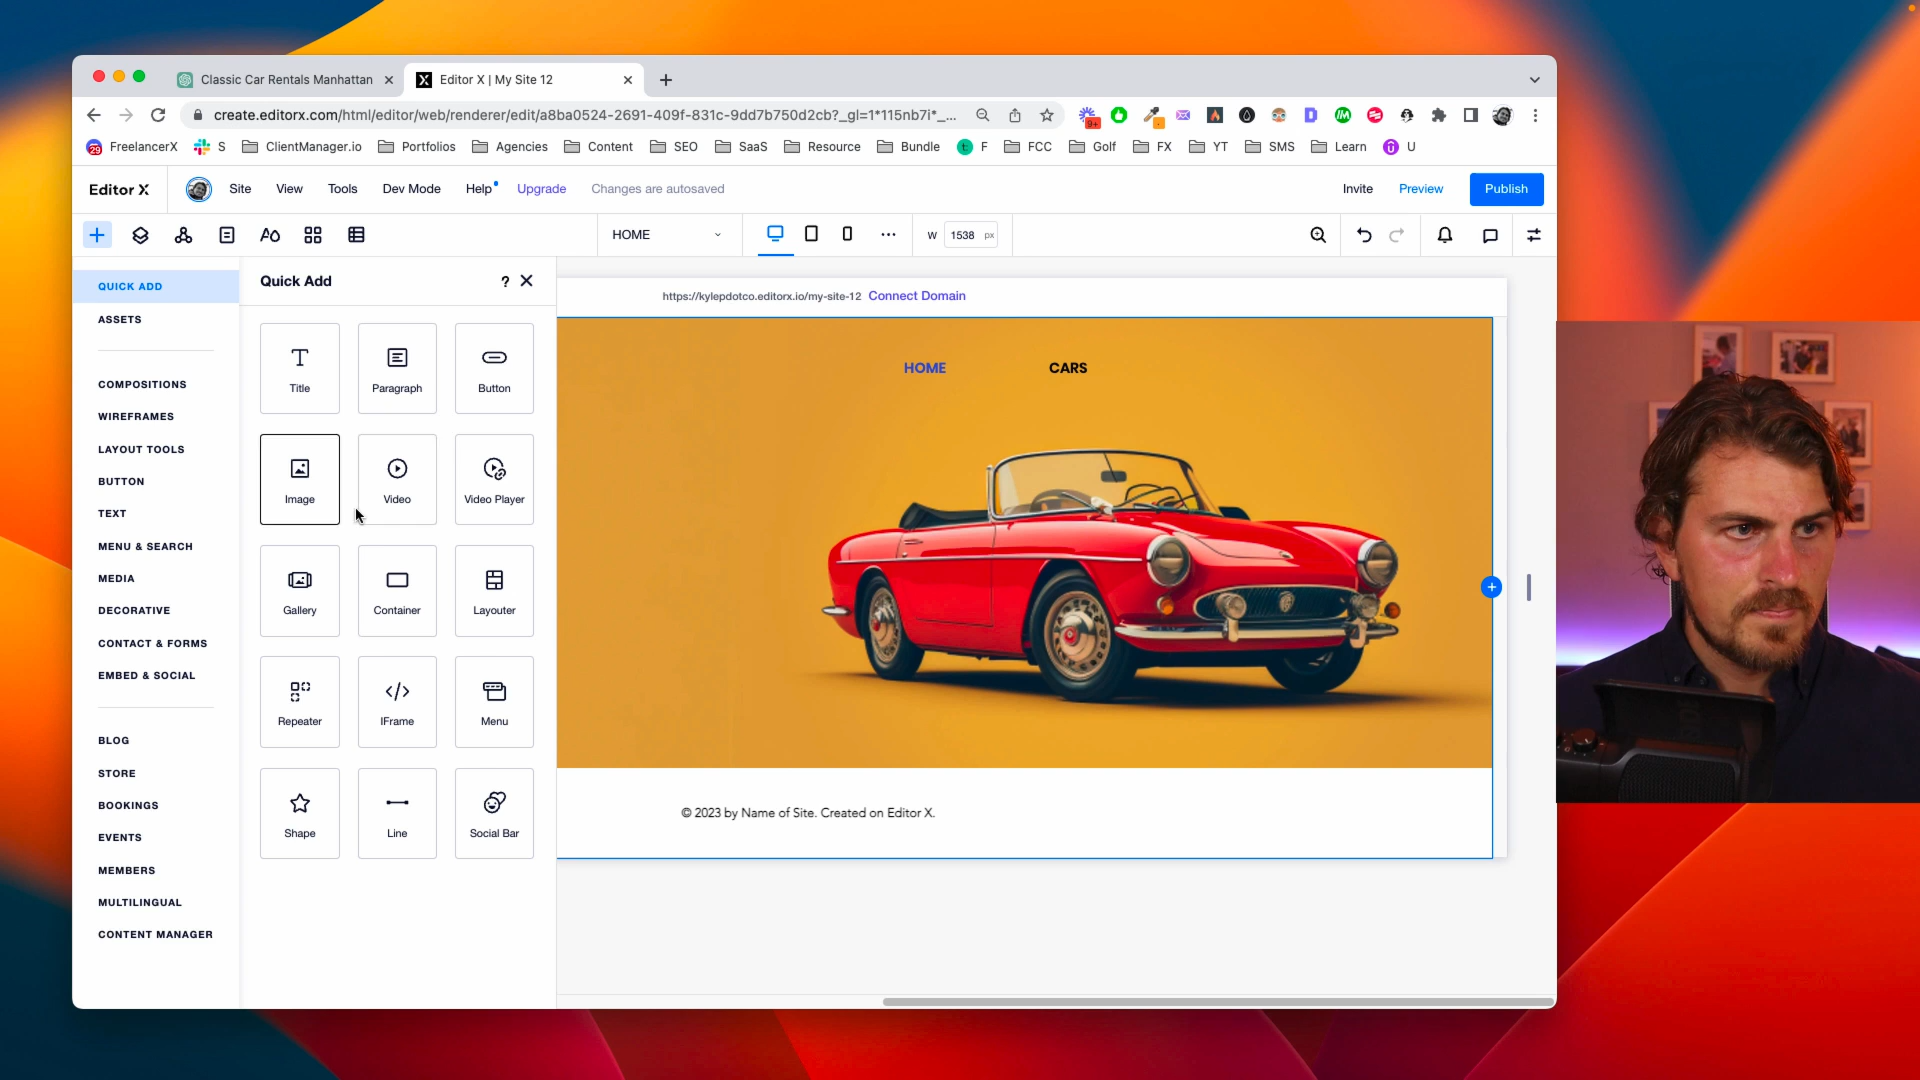 Classic Car Rentals Manhattan
Editor X | My Site 12
create.editorx.com/html/editor/web/renderer/edit/a8ba0524-2691-409f-831c-9dd7b750d2cb?_gl=1*115nb7i*_...
FreelancerX S ClientManager.io Portfolios Agencies Content SEO SaaS Resource Bundle F FCC Golf FX YT SMS Learn U
Editor X Site View Tools Dev Mode Help Upgrade Changes are autosaved Invite Preview Publish
HOME W 1538 px
QUICK ADD
ASSETS
COMPOSITIONS
WIREFRAMES
LAYOUT TOOLS
BUTTON
TEXT
MENU & SEARCH
MEDIA
DECORATIVE
CONTACT & FORMS
EMBED & SOCIAL
BLOG
STORE
BOOKINGS
EVENTS
MEMBERS
MULTILINGUAL
CONTENT MANAGER
Quick Add ?
Title Paragraph Button
Image Video Video Player
Gallery Container Layouter
Repeater IFrame Menu
Shape Line Social Bar
https://kylepdotco.editorx.io/my-site-12 Connect Domain
HOME CARS
© 2023 by Name of Site. Created on Editor X.